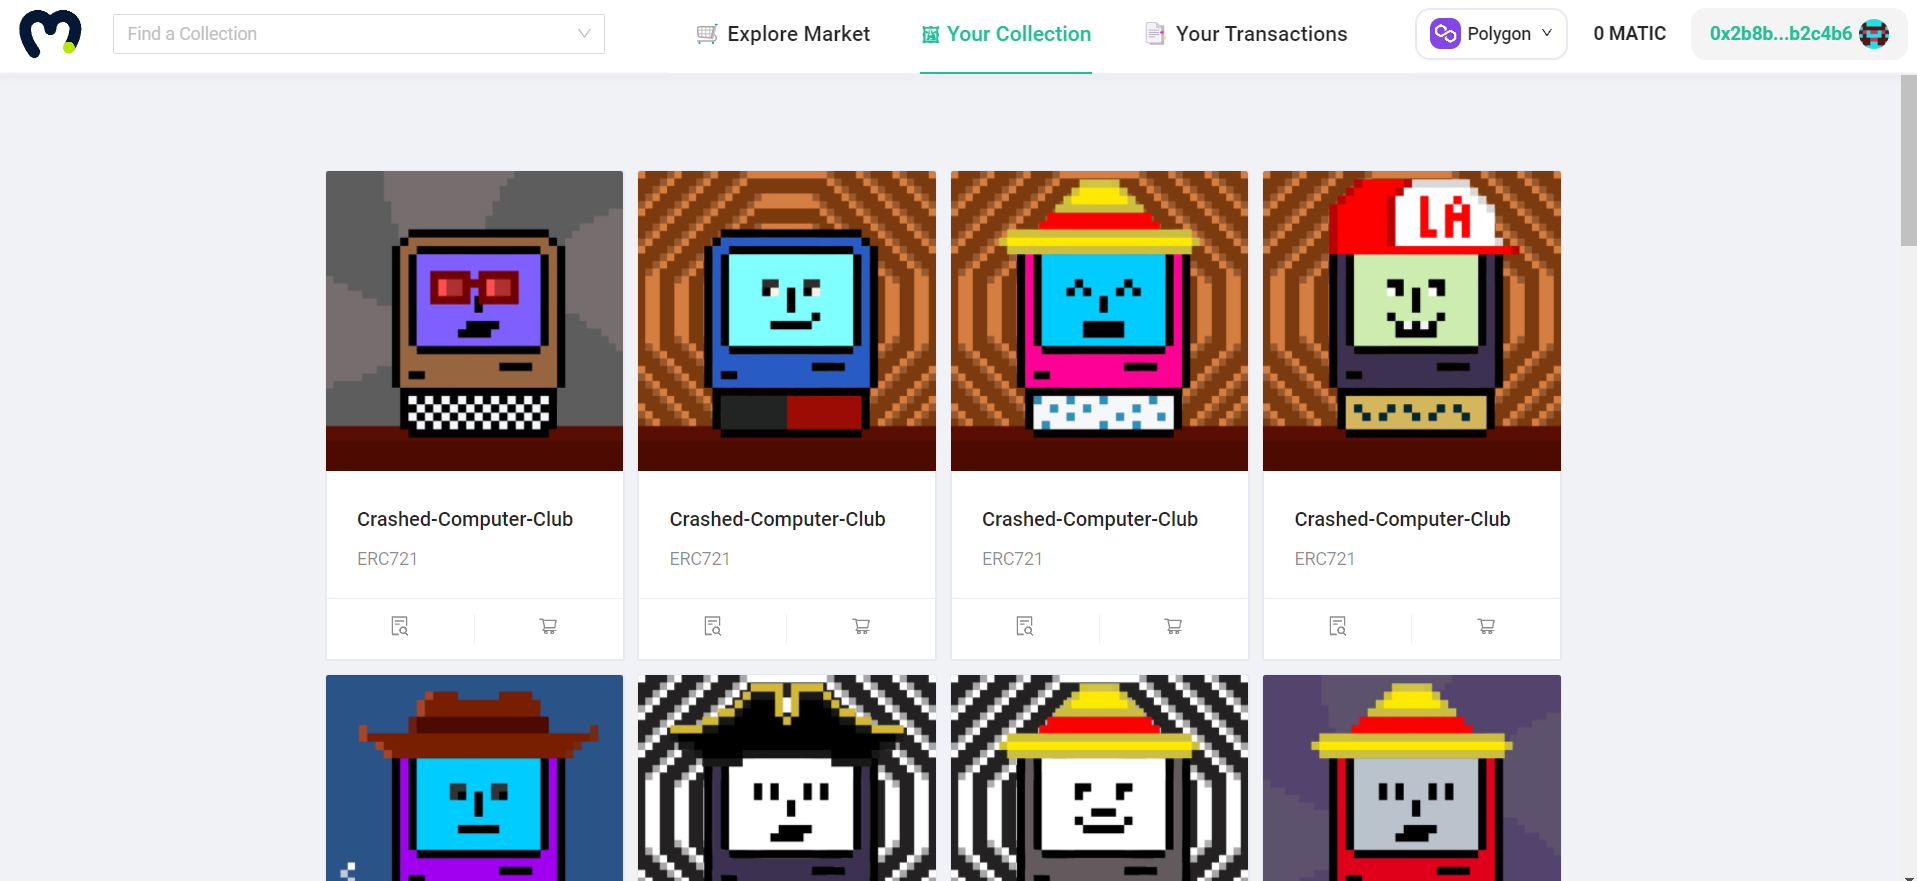 Find a Collection
Explore Market
Your Collection
Your Transactions
Polygon
0 MATIC
0x2b8b...b2c4b6
LA
Crashed-Computer-Club
ERC721
Crashed-Computer-Club
ERC721
Crashed-Computer-Club
ERC721
Crashed-Computer-Club
ERC721